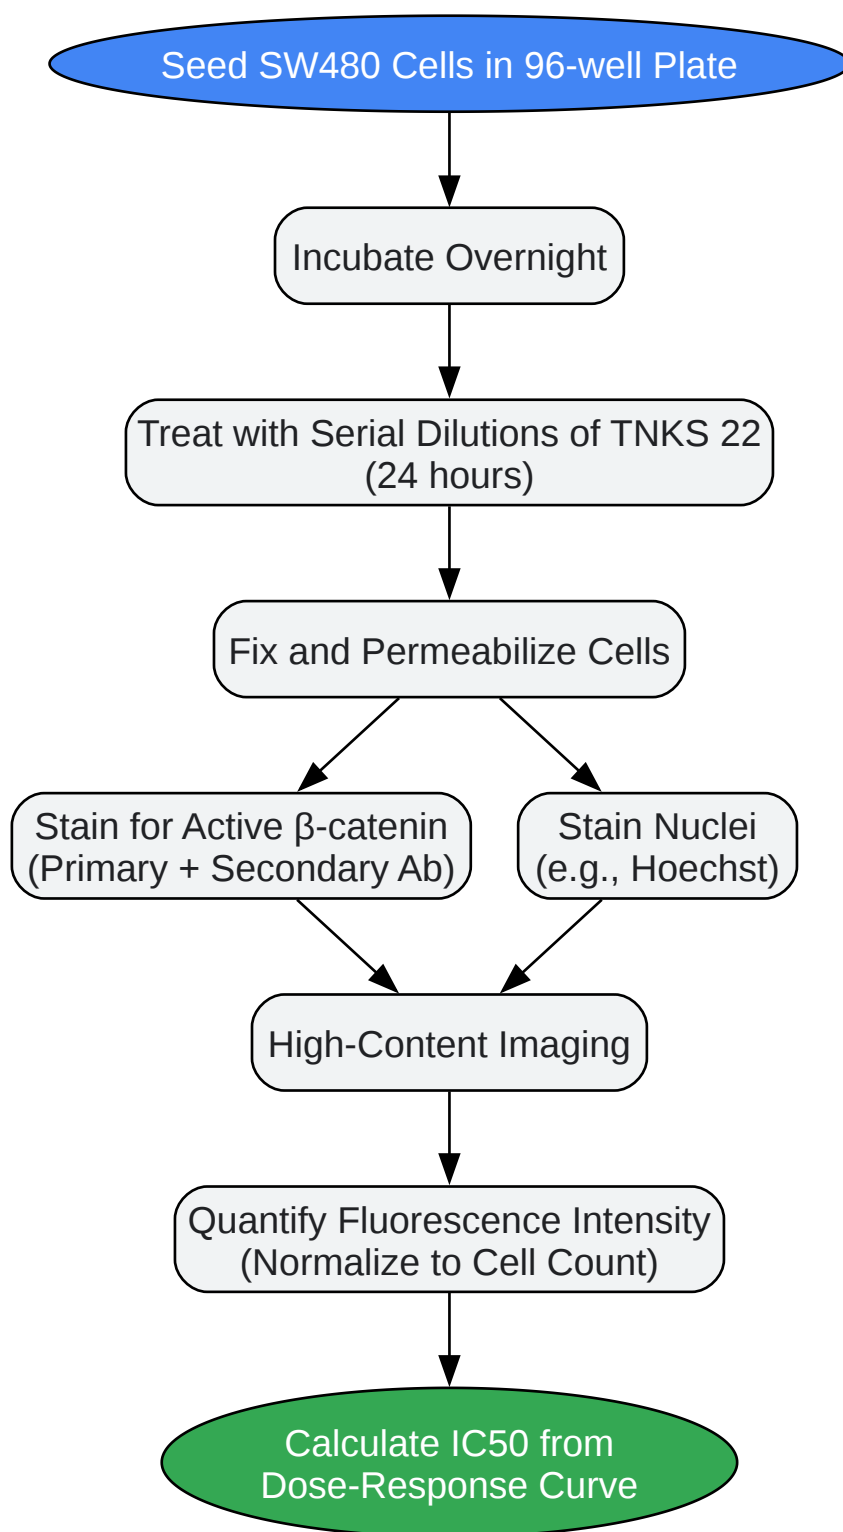 Seed SW480 Cells in 96-well Plate
Incubate Overnight
Treat with Serial Dilutions of TNKS 22
(24 hours)
Fix and Permeabilize Cells
Stain for Active β-catenin
(Primary + Secondary Ab)
Stain Nuclei
(e.g., Hoechst)
High-Content Imaging
Quantify Fluorescence Intensity
(Normalize to Cell Count)
Calculate IC50 from
Dose-Response Curve